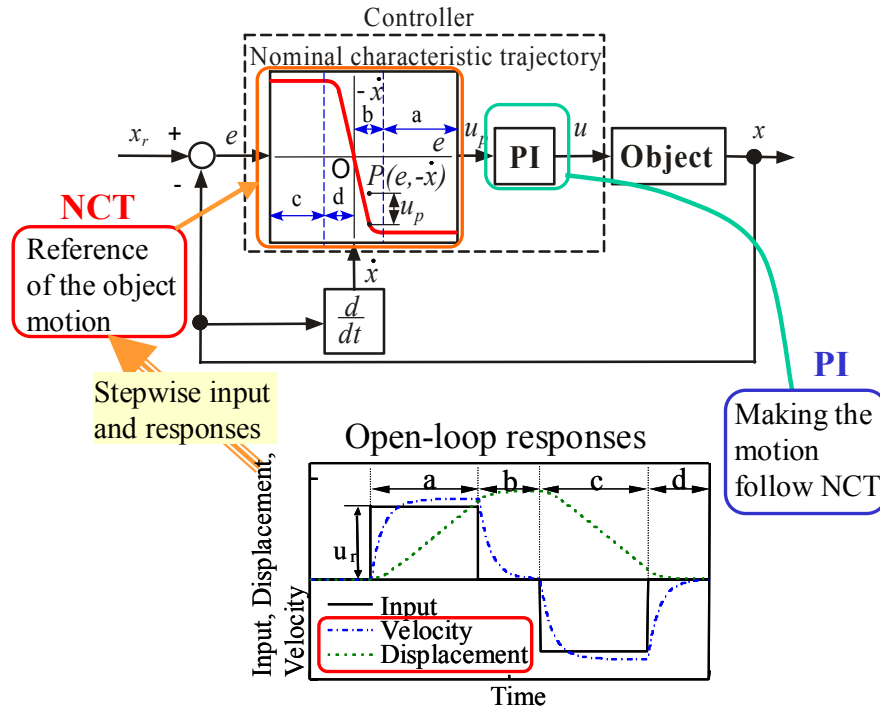 Controller
Nominal characteristic trajectory
- ẋ
b a
x_r + e e u_p PI u Object x
-
O P(e,-ẋ)
c d u_p
NCT
Reference
of the object
motion
ẋ
d
dt
PI
Making the
motion
follow NCT
Stepwise input
and responses
Open-loop responses
a b c d
u_r
Input, Displacement,
Velocity
Input
Velocity
Displacement
Time